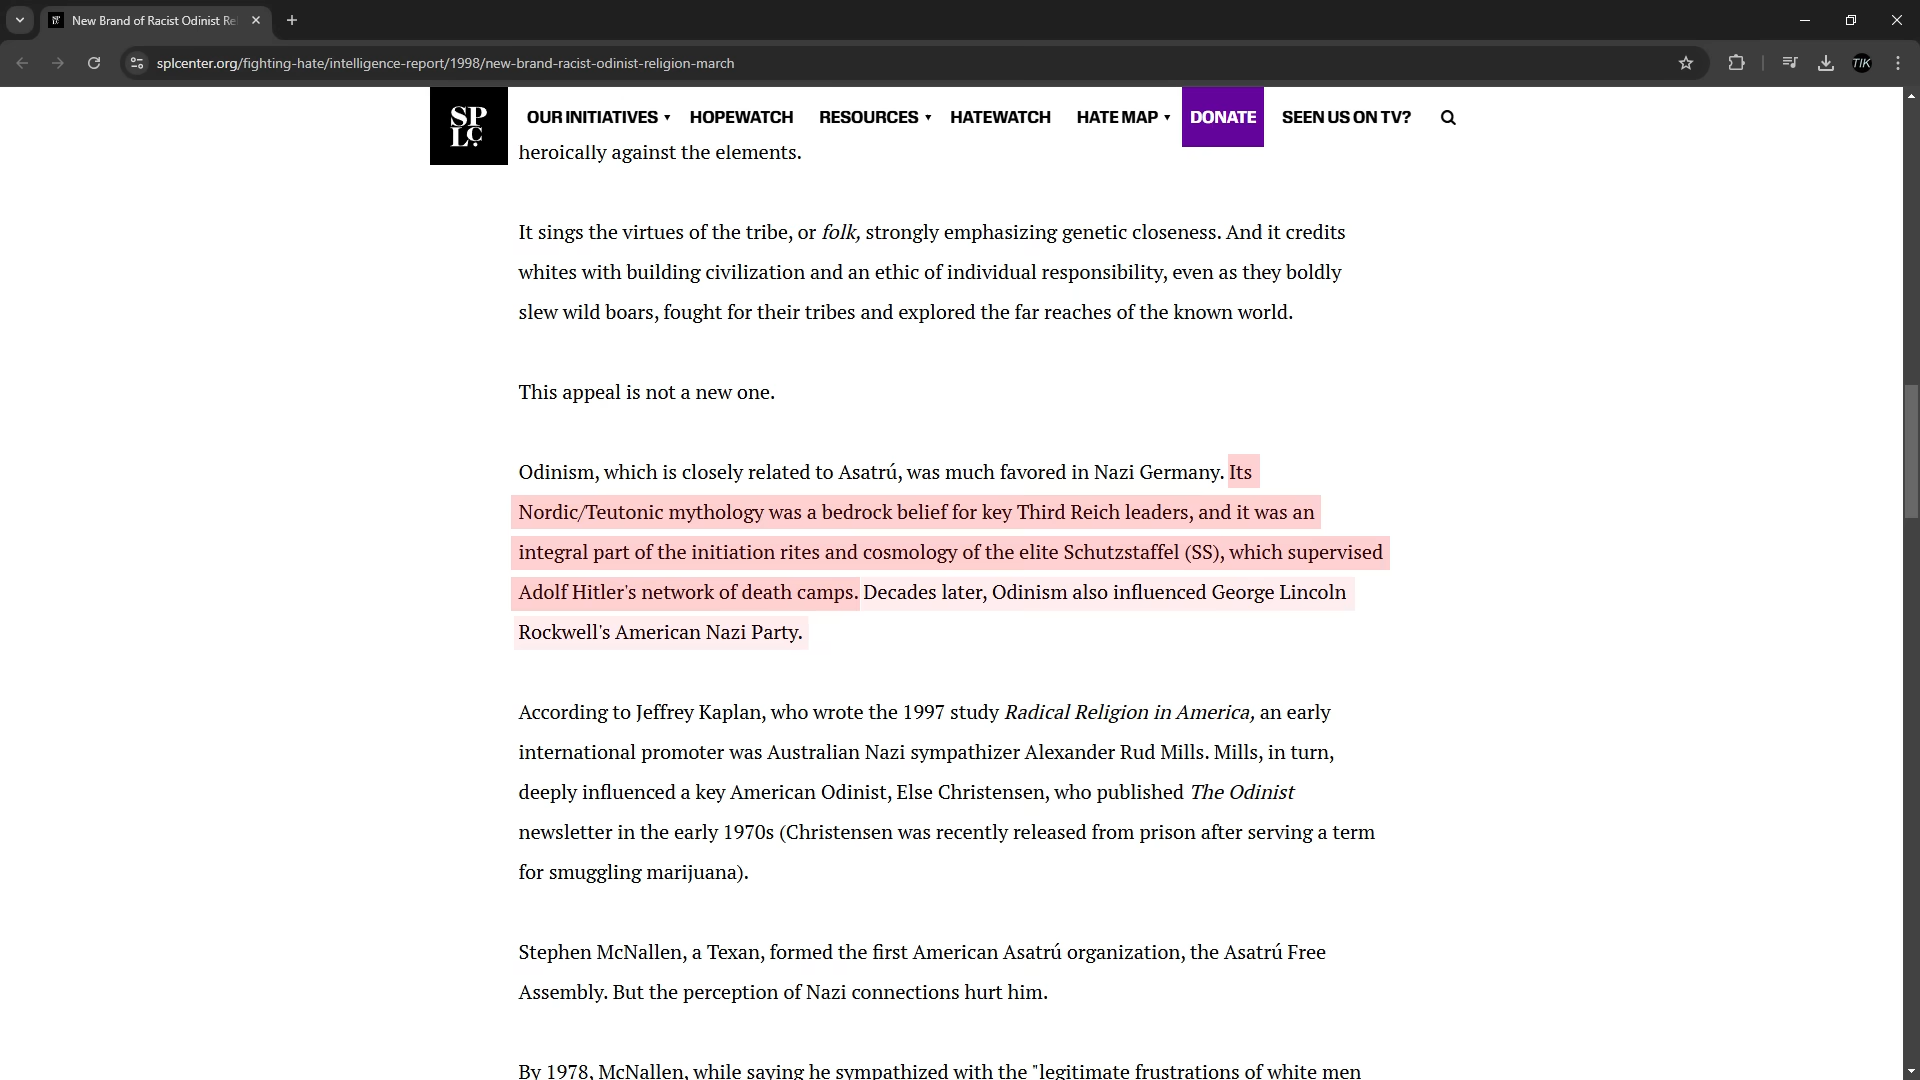 New Brand of Racist Odinist Re
splcenter.org/fighting-hate/intelligence-report/1998/new-brand-racist-odinist-religion-march
TIK
SP
LC
OUR INITIATIVES HOPEWATCH RESOURCES HATEWATCH HATE MAP DONATE SEEN US ON TV?
heroically against the elements.
It sings the virtues of the tribe, or folk, strongly emphasizing genetic closeness. And it credits
whites with building civilization and an ethic of individual responsibility, even as they boldly
slew wild boars, fought for their tribes and explored the far reaches of the known world.
This appeal is not a new one.
Odinism, which is closely related to Asatrú, was much favored in Nazi Germany. Its
Nordic/Teutonic mythology was a bedrock belief for key Third Reich leaders, and it was an
integral part of the initiation rites and cosmology of the elite Schutzstaffel (SS), which supervised
Adolf Hitler's network of death camps. Decades later, Odinism also influenced George Lincoln
Rockwell's American Nazi Party.
According to Jeffrey Kaplan, who wrote the 1997 study Radical Religion in America, an early
international promoter was Australian Nazi sympathizer Alexander Rud Mills. Mills, in turn,
deeply influenced a key American Odinist, Else Christensen, who published The Odinist
newsletter in the early 1970s (Christensen was recently released from prison after serving a term
for smuggling marijuana).
Stephen McNallen, a Texan, formed the first American Asatrú organization, the Asatrú Free
Assembly. But the perception of Nazi connections hurt him.
By 1978, McNallen, while saying he sympathized with the "legitimate frustrations of white men